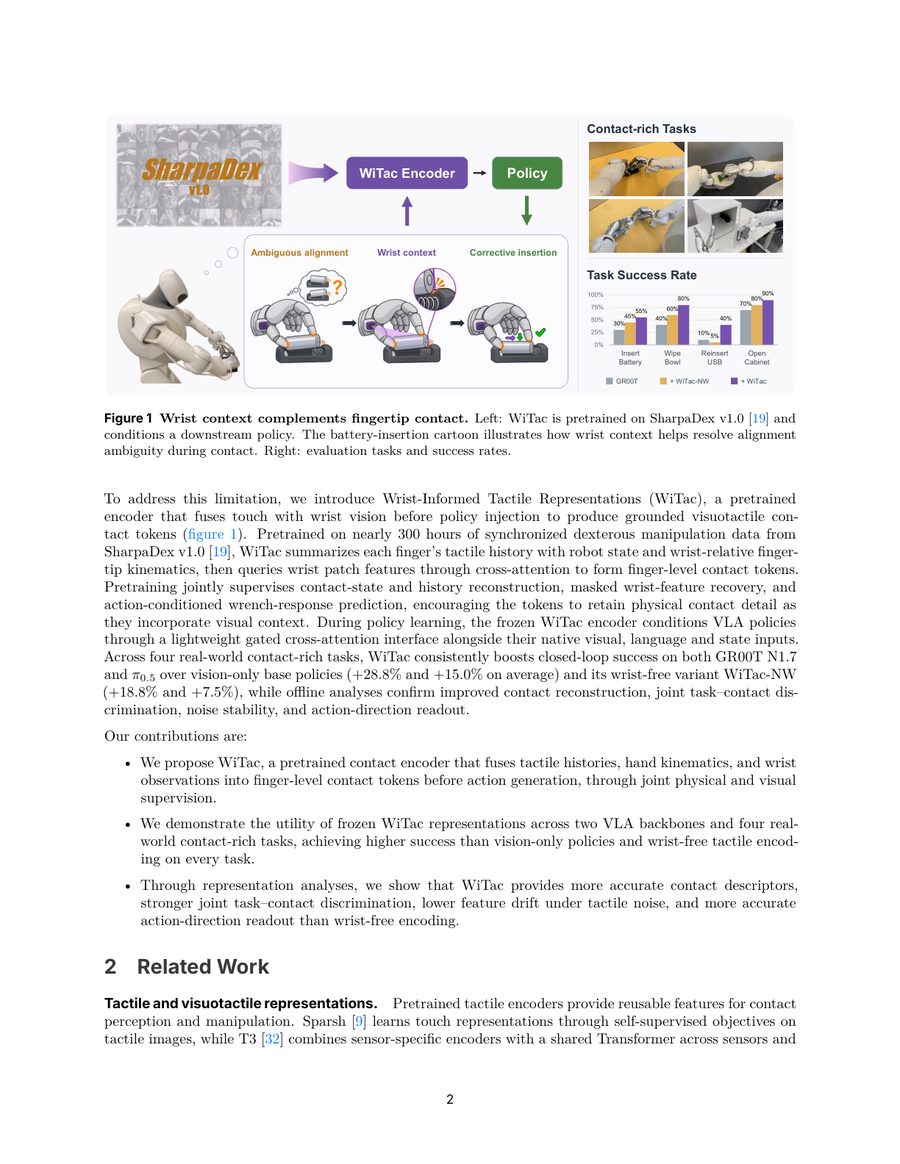 SharpaDex
v1.0
WiTac Encoder
Policy
Ambiguous alignment
Wrist context
Corrective insertion
?
Contact-rich Tasks
Task Success Rate
100%
75%
50%
25%
0%
30%
45%
55%
40%
60%
80%
10%
5%
40%
70%
80%
90%
Insert
Battery
Wipe
Bowl
Reinsert
USB
Open
Cabinet
GR00T
+ WiTac-NW
+ WiTac
Figure 1 Wrist context complements fingertip contact. Left: WiTac is pretrained on SharpaDex v1.0 [19] and
conditions a downstream policy. The battery-insertion cartoon illustrates how wrist context helps resolve alignment
ambiguity during contact. Right: evaluation tasks and success rates.
To address this limitation, we introduce Wrist-Informed Tactile Representations (WiTac), a pretrained
encoder that fuses touch with wrist vision before policy injection to produce grounded visuotactile con-
tact tokens (figure 1). Pretrained on nearly 300 hours of synchronized dexterous manipulation data from
SharpaDex v1.0 [19], WiTac summarizes each finger's tactile history with robot state and wrist-relative finger-
tip kinematics, then queries wrist patch features through cross-attention to form finger-level contact tokens.
Pretraining jointly supervises contact-state and history reconstruction, masked wrist-feature recovery, and
action-conditioned wrench-response prediction, encouraging the tokens to retain physical contact detail as
they incorporate visual context. During policy learning, the frozen WiTac encoder conditions VLA policies
through a lightweight gated cross-attention interface alongside their native visual, language and state inputs.
Across four real-world contact-rich tasks, WiTac consistently boosts closed-loop success on both GR00T N1.7
and π0.5 over vision-only base policies (+28.8% and +15.0% on average) and its wrist-free variant WiTac-NW
(+18.8% and +7.5%), while offline analyses confirm improved contact reconstruction, joint task–contact dis-
crimination, noise stability, and action-direction readout.
Our contributions are:
• We propose WiTac, a pretrained contact encoder that fuses tactile histories, hand kinematics, and wrist
observations into finger-level contact tokens before action generation, through joint physical and visual
supervision.
• We demonstrate the utility of frozen WiTac representations across two VLA backbones and four real-
world contact-rich tasks, achieving higher success than vision-only policies and wrist-free tactile encod-
ing on every task.
• Through representation analyses, we show that WiTac provides more accurate contact descriptors,
stronger joint task–contact discrimination, lower feature drift under tactile noise, and more accurate
action-direction readout than wrist-free encoding.
2 Related Work
Tactile and visuotactile representations. Pretrained tactile encoders provide reusable features for contact
perception and manipulation. Sparsh [9] learns touch representations through self-supervised objectives on
tactile images, while T3 [32] combines sensor-specific encoders with a shared Transformer across sensors and
2